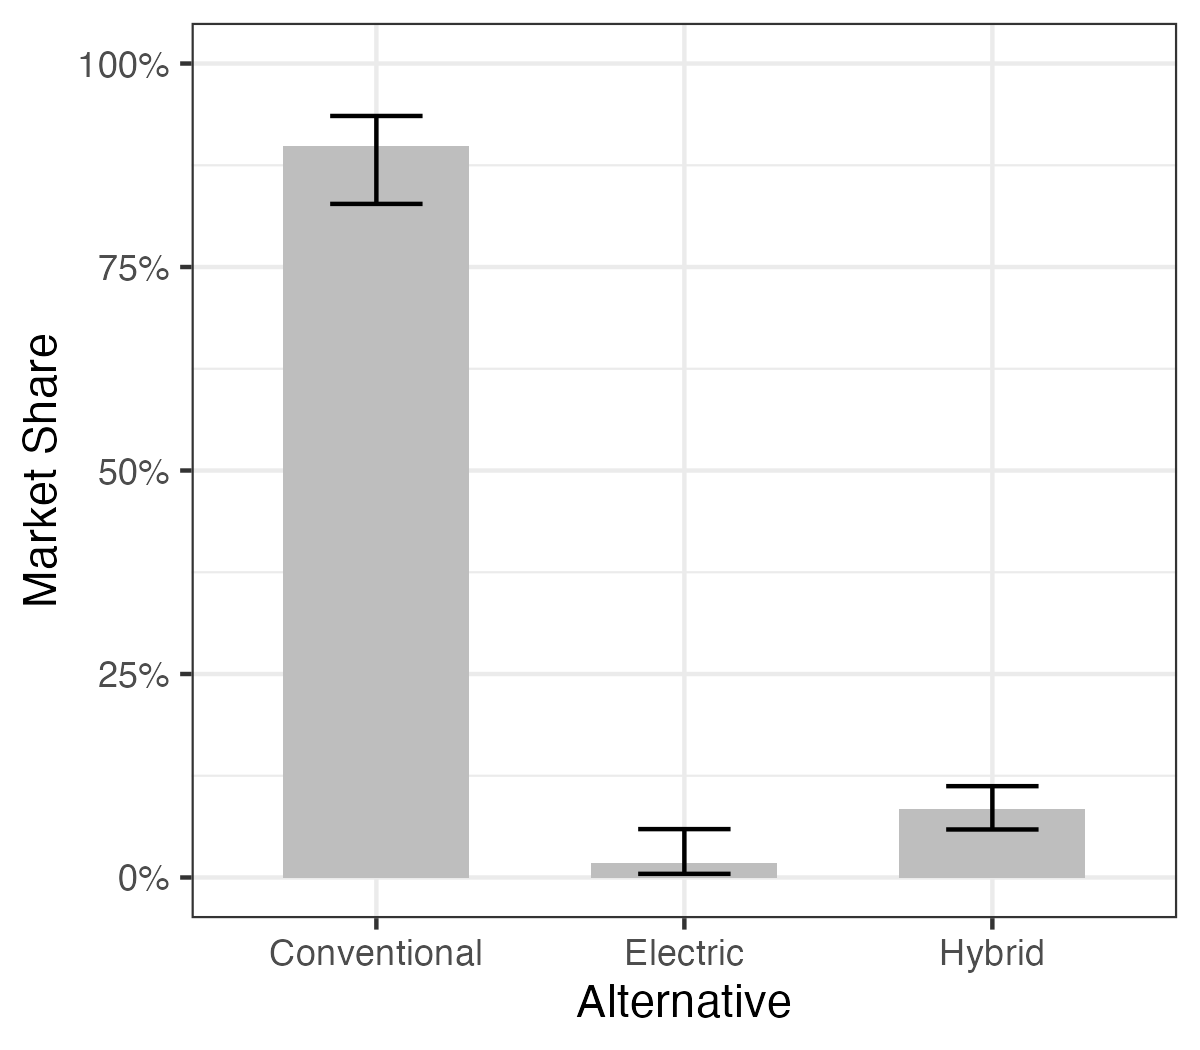 100%
75%
50%
25%
0%
Market Share
Conventional
Electric
Hybrid
Alternative